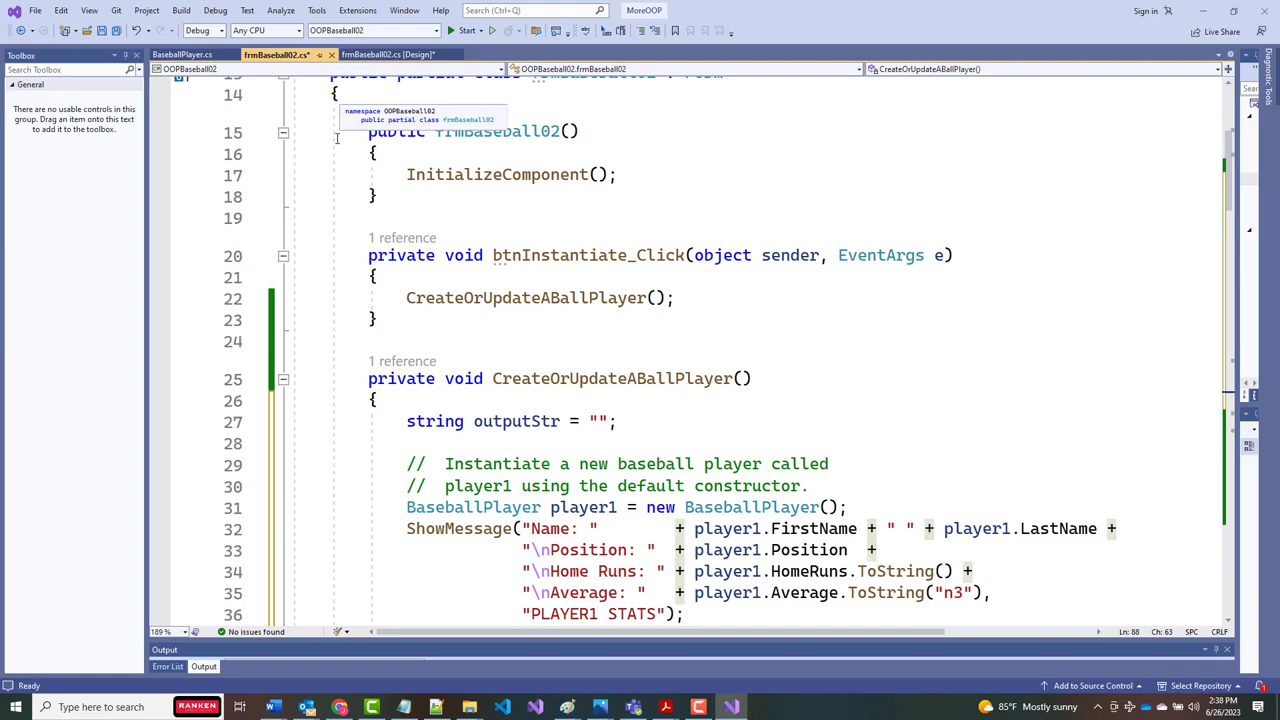 File Edit View Git Project Build Debug Test Analyze Tools Extensions Window Help Search (Ctrl+Q) MoreOOP Sign in
Debug Any CPU OOPBaseball02 Start Live Share
Toolbox BaseballPlayer.cs frmBaseball02.cs* frmBaseball02.cs [Design]*
Search Toolbox OOPBaseball02 OOPBaseball02.frmBaseball02 CreateOrUpdateABallPlayer()
General
There are no usable controls in this
group. Drag an item onto this text
to add it to the toolbox.
Diagnostic Tools
14 {
namespace OOPBaseball02
public partial class frmBaseball02
15 public frmBaseball02()
16 {
17 InitializeComponent();
18 }
19
1 reference
20 private void btnInstantiate_Click(object sender, EventArgs e)
21 {
22 CreateOrUpdateABallPlayer();
23 }
24
1 reference
25 private void CreateOrUpdateABallPlayer()
26 {
27 string outputStr = "";
28
29 // Instantiate a new baseball player called
30 // player1 using the default constructor.
31 BaseballPlayer player1 = new BaseballPlayer();
32 ShowMessage("Name: " + player1.FirstName + " " + player1.LastName +
33 "\nPosition: " + player1.Position +
34 "\nHome Runs: " + player1.HomeRuns.ToString() +
35 "\nAverage: " + player1.Average.ToString("n3"),
36 "PLAYER1 STATS");
189 % No issues found Ln: 88 Ch: 63 SPC CRLF
Output
Error List Output
Ready Add to Source Control Select Repository 1
Type here to search RANKEN 85°F Mostly sunny 2:38 PM
6/26/2023